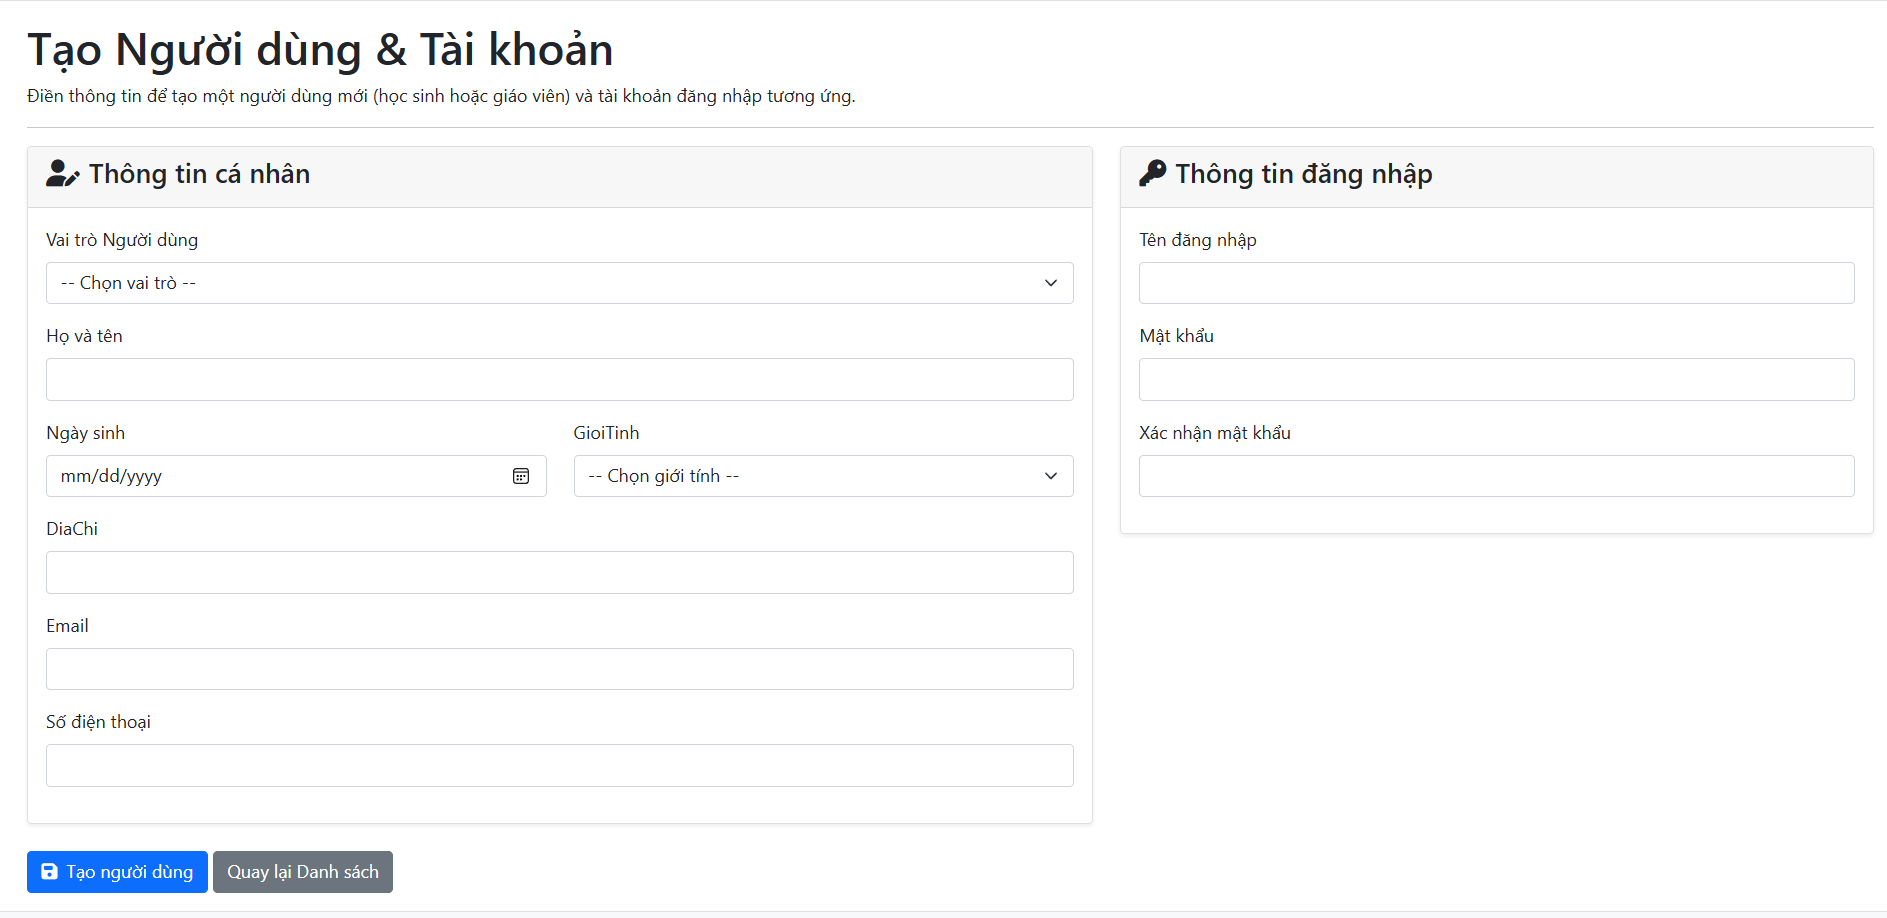 Tạo Người dùng & Tài khoản
Điền thông tin để tạo một người dùng mới (học sinh hoặc giáo viên) và tài khoản đăng nhập tương ứng.
Thông tin cá nhân
Vai trò Người dùng
-- Chọn vai trò --
Họ và tên
Ngày sinh
GioiTinh
mm/dd/yyyy
-- Chọn giới tính --
DiaChi
Email
Số điện thoại
Thông tin đăng nhập
Tên đăng nhập
Mật khẩu
Xác nhận mật khẩu
Tạo người dùng
Quay lại Danh sách